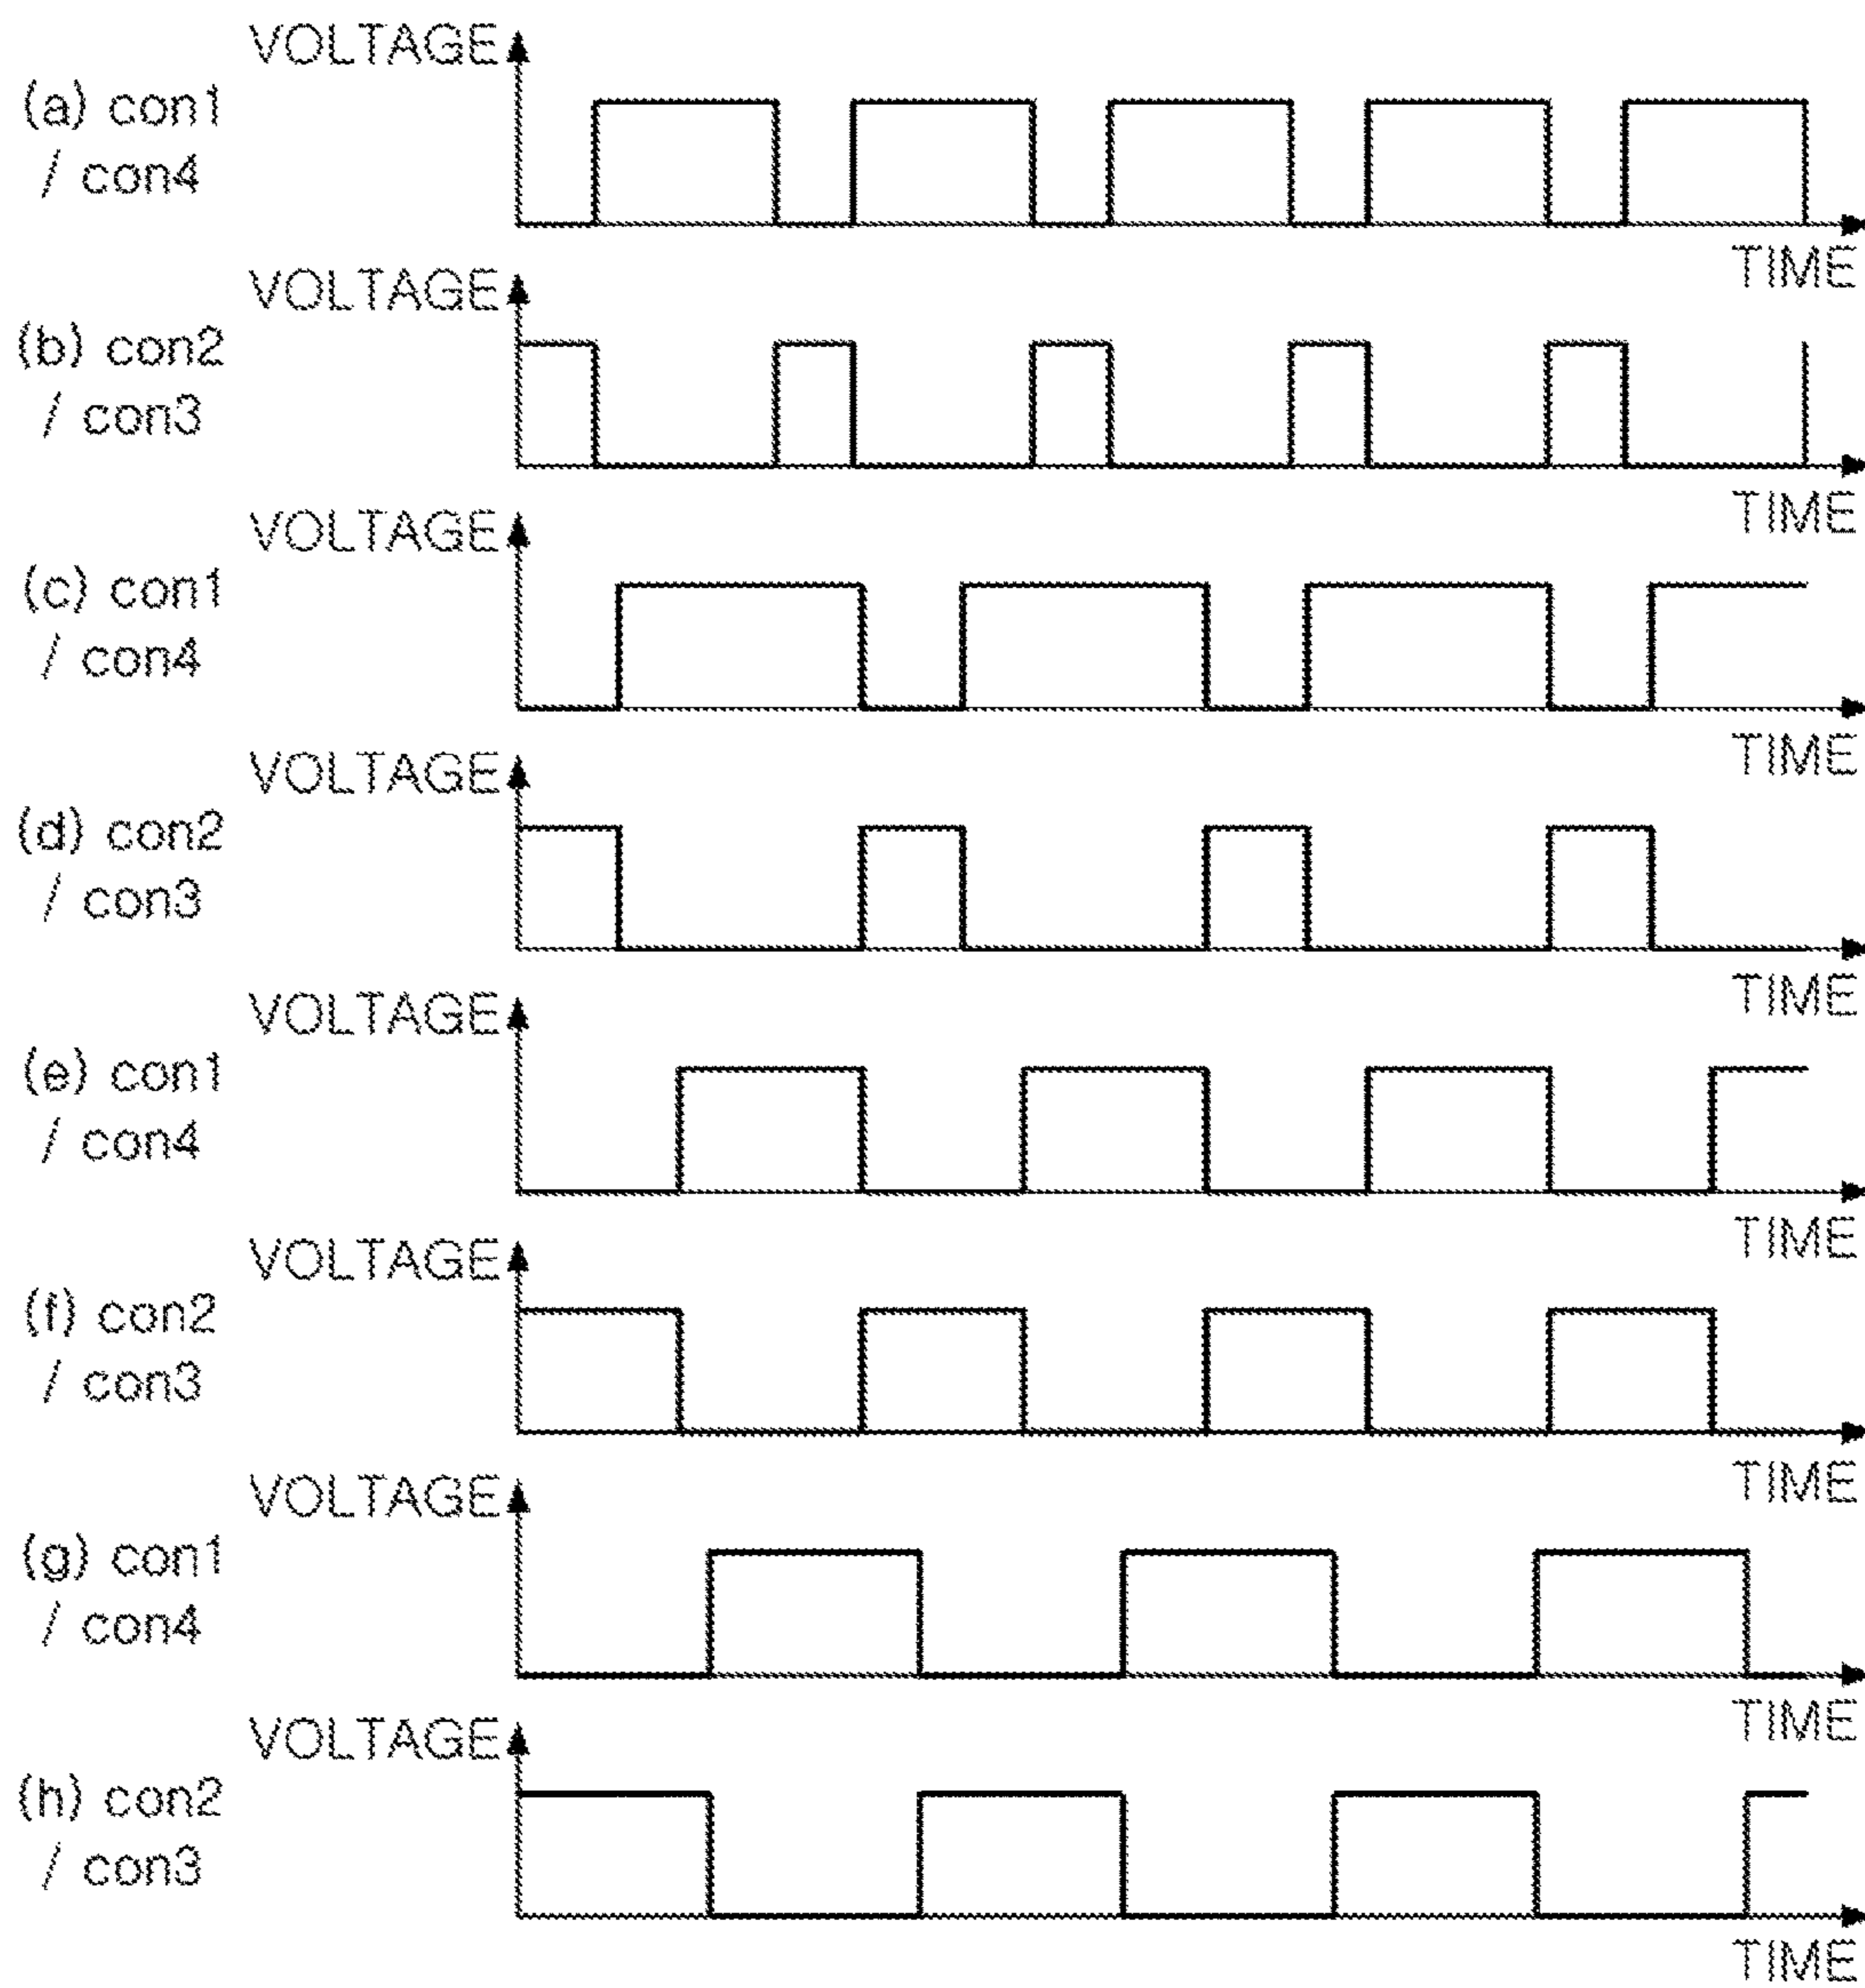 VOLTAGE
(a) con1
/ con4
TIME
VOLTAGE
(b) con2
/ con3
TIME
VOLTAGE
(c) con1
/ con4
TIME
VOLTAGE
(d) con2
/ con3
TIME
VOLTAGE
(e) con1
/ con4
TIME
VOLTAGE
(f) con2
/ con3
TIME
VOLTAGE
(g) con1
/ con4
TIME
VOLTAGE
(h) con2
/ con3
TIME